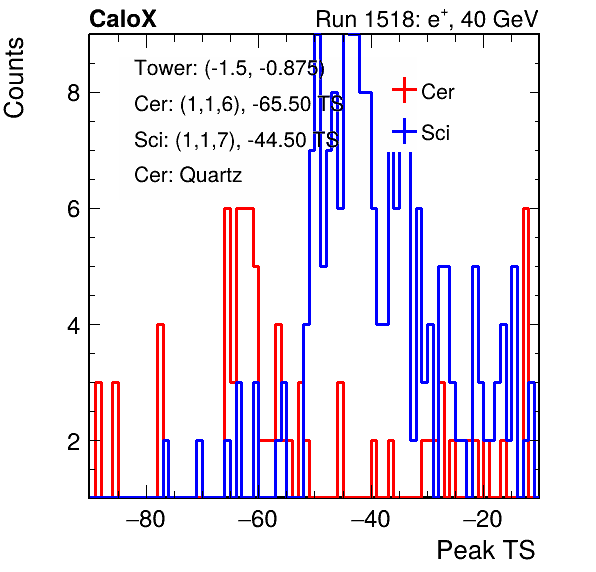 CaloX Run 1518: e+, 40 GeV
Counts
Tower: (-1.5, -0.875)
Cer: (1,1,6), -65.50 TS
Sci: (1,1,7), -44.50 TS
Cer: Quartz
Cer
Sci
8
6
4
2
−80 −60 −40 −20
Peak TS